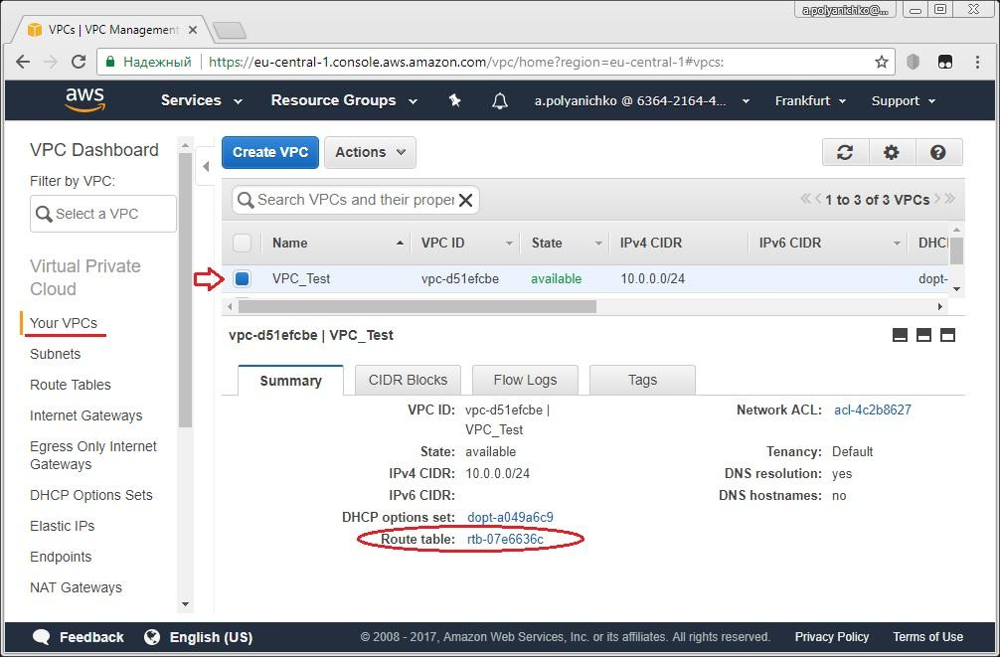 a.polyanichko@...
VPCs | VPC Management
Надежный
https://eu-central-1.console.aws.amazon.com/vpc/home?region=eu-central-1#vpcs:
aws Services Resource Groups a.polyanichko @ 6364-2164-4... Frankfurt Support
VPC Dashboard
Filter by VPC:
Select a VPC
Virtual Private
Cloud
Your VPCs
Subnets
Route Tables
Internet Gateways
Egress Only Internet
Gateways
DHCP Options Sets
Elastic IPs
Endpoints
NAT Gateways
Create VPC Actions
Search VPCs and their proper
1 to 3 of 3 VPCs
Name VPC ID State IPv4 CIDR IPv6 CIDR DHCI
VPC_Test vpc-d51efcbe available 10.0.0.0/24 dopt-
vpc-d51efcbe | VPC_Test
Summary CIDR Blocks Flow Logs Tags
VPC ID: vpc-d51efcbe |
VPC_Test
State: available
IPv4 CIDR: 10.0.0.0/24
IPv6 CIDR:
DHCP options set: dopt-a049a6c9
Route table: rtb-07e6636c
Network ACL: acl-4c2b8627
Tenancy: Default
DNS resolution: yes
DNS hostnames: no
Feedback English (US) © 2008 - 2017, Amazon Web Services, Inc. or its affiliates. All rights reserved. Privacy Policy Terms of Use